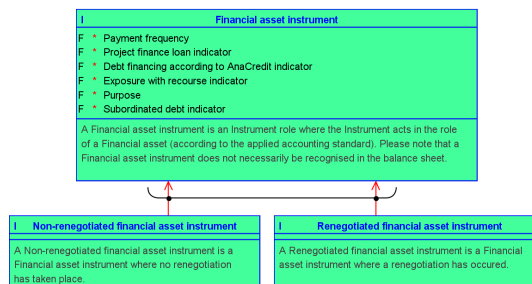 I Financial asset instrument
F * Payment frequency
F * Project finance loan indicator
F * Debt financing according to AnaCredit indicator
F * Exposure with recourse indicator
F * Purpose
F * Subordinated debt indicator
A Financial asset instrument is an Instrument role where the Instrument acts in the role
of a Financial asset (according to the applied accounting standard). Please note that a
Financial asset instrument does not necessarily be recognised in the balance sheet.
I Non-renegotiated financial asset instrument
A Non-renegotiated financial asset instrument is a
Financial asset instrument where no renegotiation
has taken place.
I Renegotiated financial asset instrument
A Renegotiated financial asset instrument is a Financial
asset instrument where a renegotiation has occured.